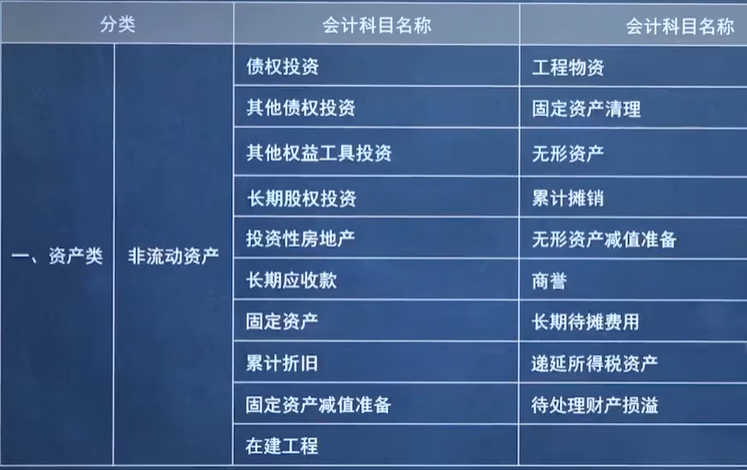 分类 会计科目名称 会计科目名称
债权投资 工程物资
其他债权投资 固定资产清理
其他权益工具投资 无形资产
长期股权投资 累计摊销
投资性房地产 无形资产减值准备
一、资产类 非流动资产
长期应收款 商誉
固定资产 长期待摊费用
累计折旧 递延所得税资产
固定资产减值准备 待处理财产损溢
在建工程